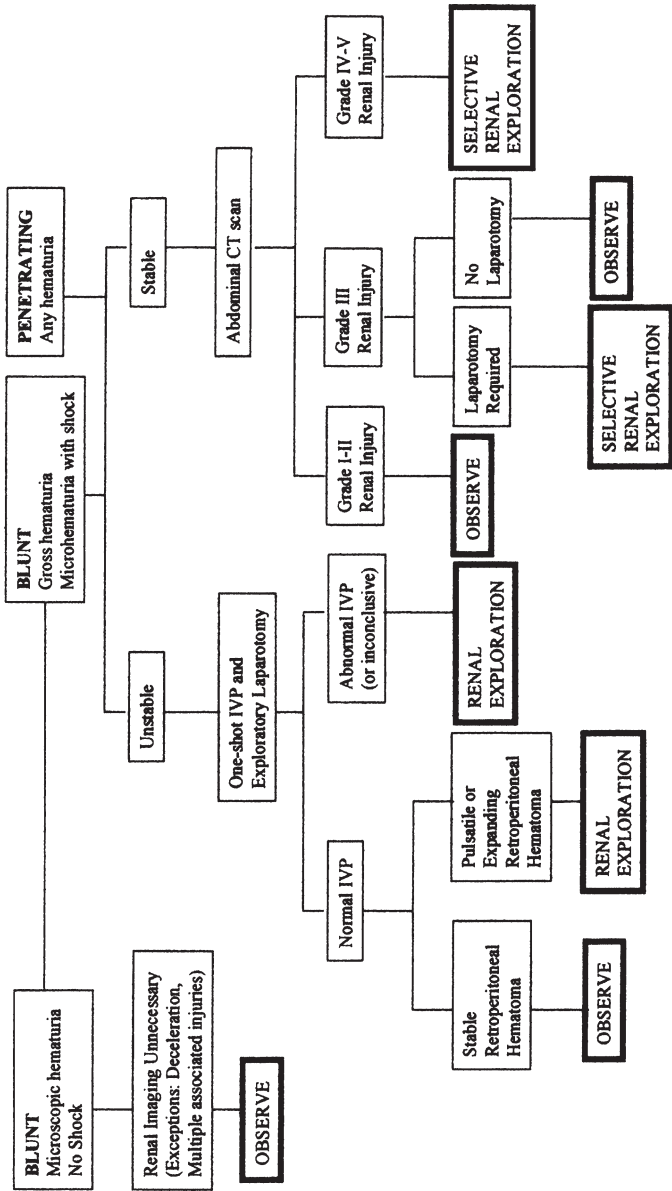 BLUNT
Microscopic hematuria
No Shock
BLUNT
Gross hematuria
Microhematuria with shock
PENETRATING
Any hematuria
Renal Imaging Unnecessary
(Exceptions: Deceleration,
Multiple associated injuries)
OBSERVE
Unstable
Stable
One-shot IVP and
Exploratory Laparotomy
Abdominal CT scan
Normal IVP
Abnormal IVP
(or inconclusive)
Grade I-II
Renal Injury
Grade III
Renal Injury
Grade IV-V
Renal Injury
Stable
Retroperitoneal
Hematoma
Pulsatile or
Expanding
Retroperitoneal
Hematoma
RENAL
EXPLORATION
OBSERVE
Laparotomy
Required
No
Laparotomy
SELECTIVE
RENAL
EXPLORATION
OBSERVE
RENAL
EXPLORATION
SELECTIVE
RENAL
EXPLORATION
OBSERVE